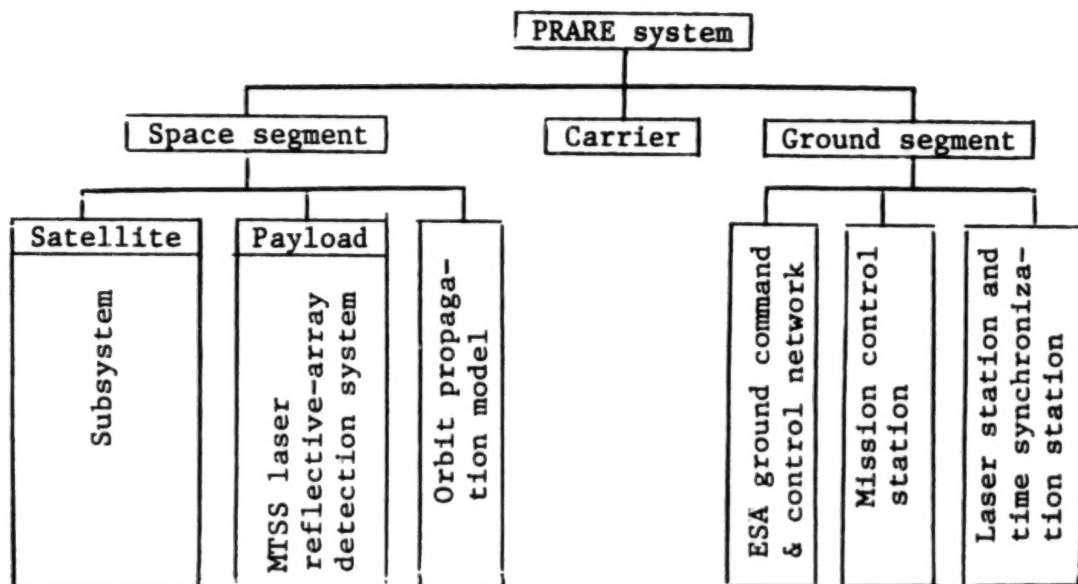 PRARE system
Space segment
Carrier
Ground segment
Satellite
Subsystem
Payload
MTSS laser
reflective-array
detection system
Orbit propaga-
tion model
ESA ground command
& control network
Mission control
station
Laser station and
time synchroniza-
tion station